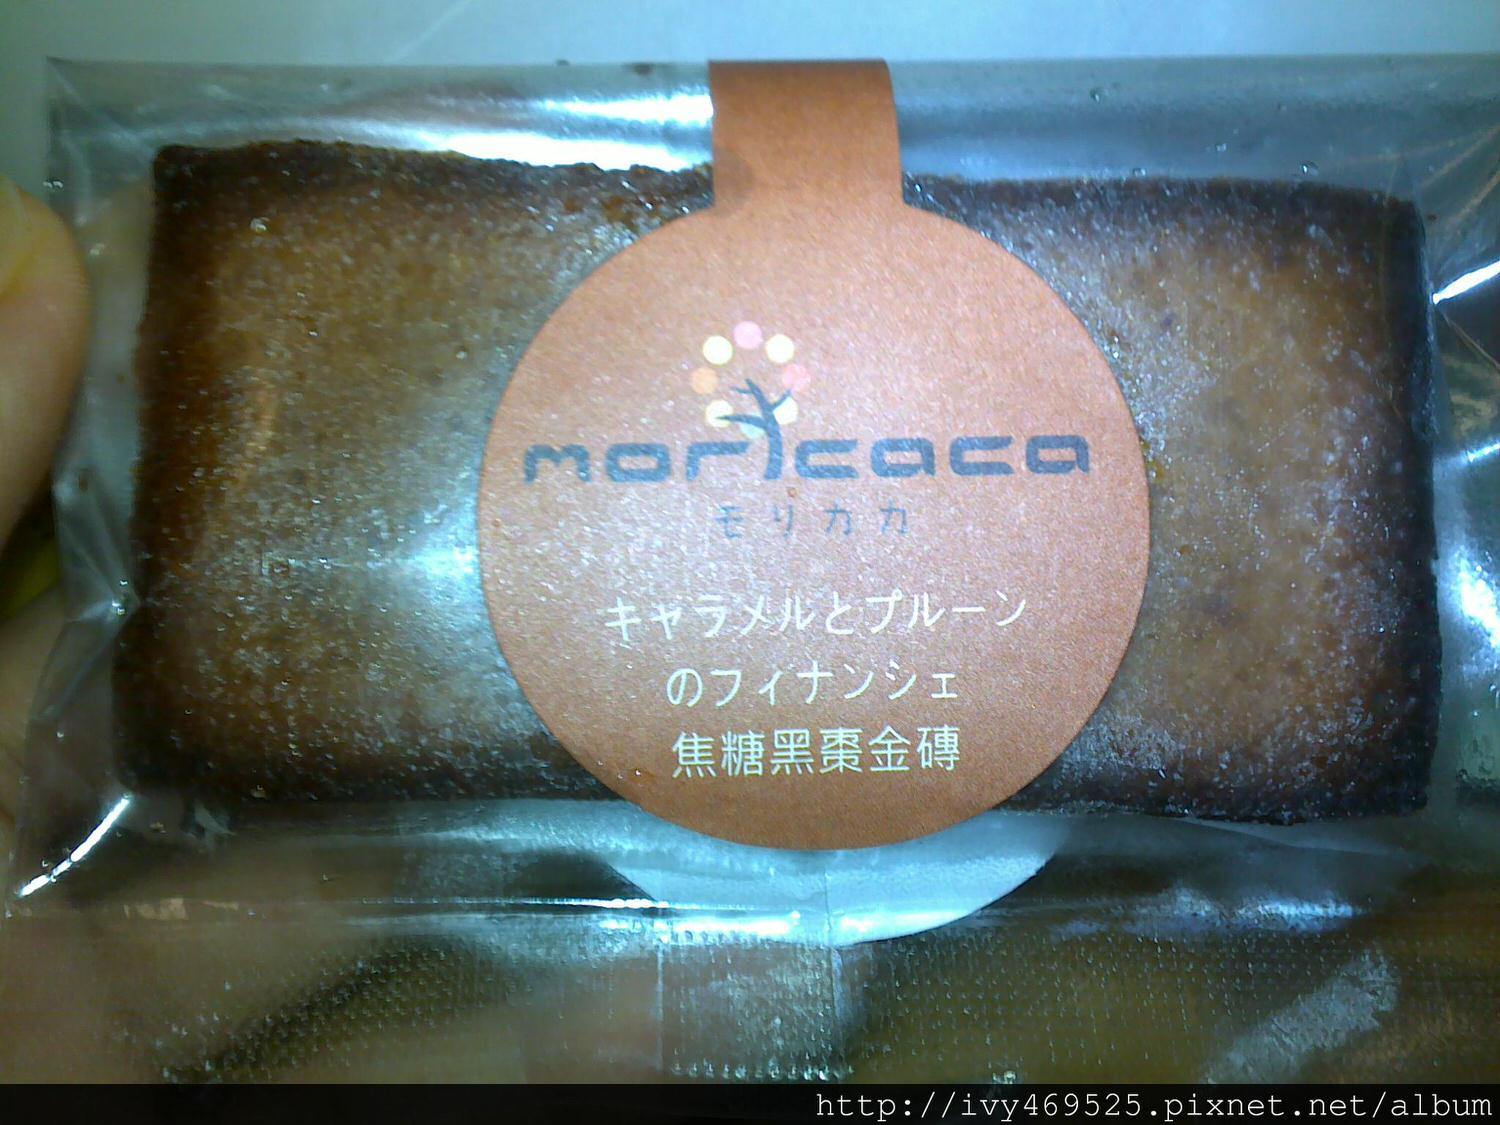 moricaca
モリカカ
キャラメルとプルーン
のフィナンシェ
焦糖黑棗金磚
http://ivy469525.pixnet.net/album